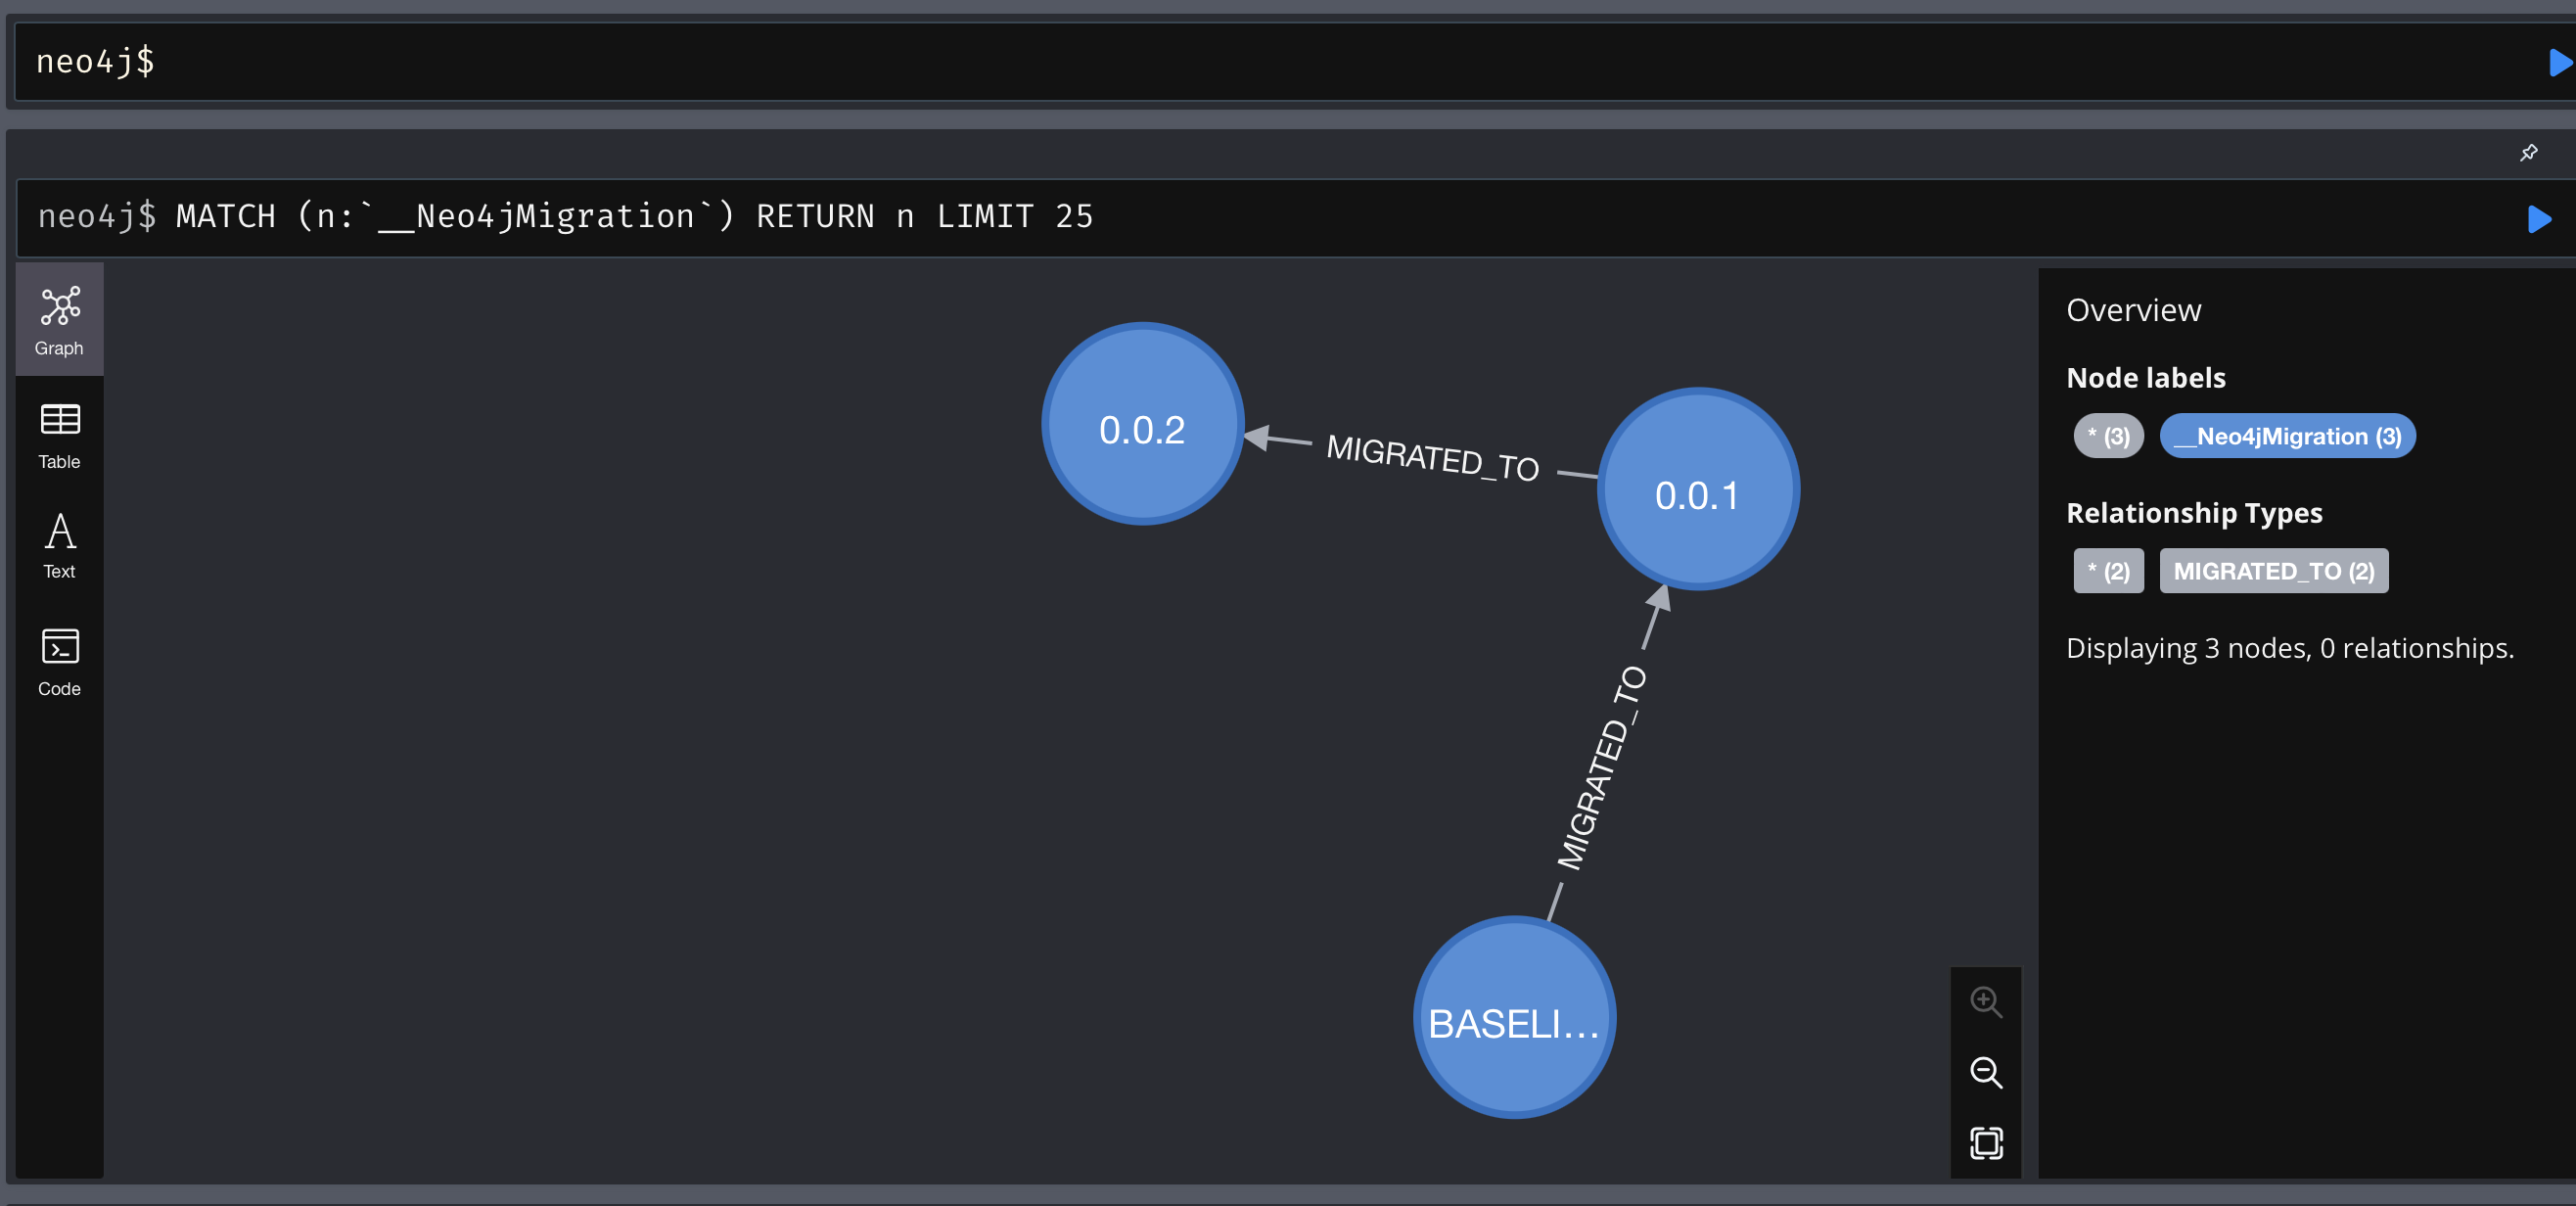 neo4j$
neo4j$ MATCH (n:`__Neo4jMigration`) RETURN n LIMIT 25
Graph
Table
Text
Code
0.0.2
MIGRATED_TO
0.0.1
MIGRATED_TO
BASELI...
Overview
Node labels
* (3) __Neo4jMigration (3)
Relationship Types
* (2) MIGRATED_TO (2)
Displaying 3 nodes, 0 relationships.